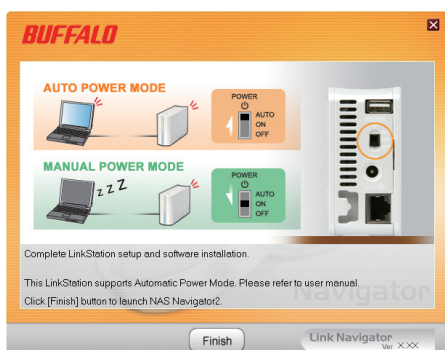 BUFFALO
AUTO POWER MODE
POWER
AUTO
ON
OFF
MANUAL POWER MODE
zzZ
POWER
AUTO
ON
OFF
Complete LinkStation setup and software installation.
This LinkStation supports Automatic Power Mode. Please refer to user manual.
Navigator
Click [Finish] button to launch NAS Navigator2.
Finish
Link Navigator
Ver X.XX